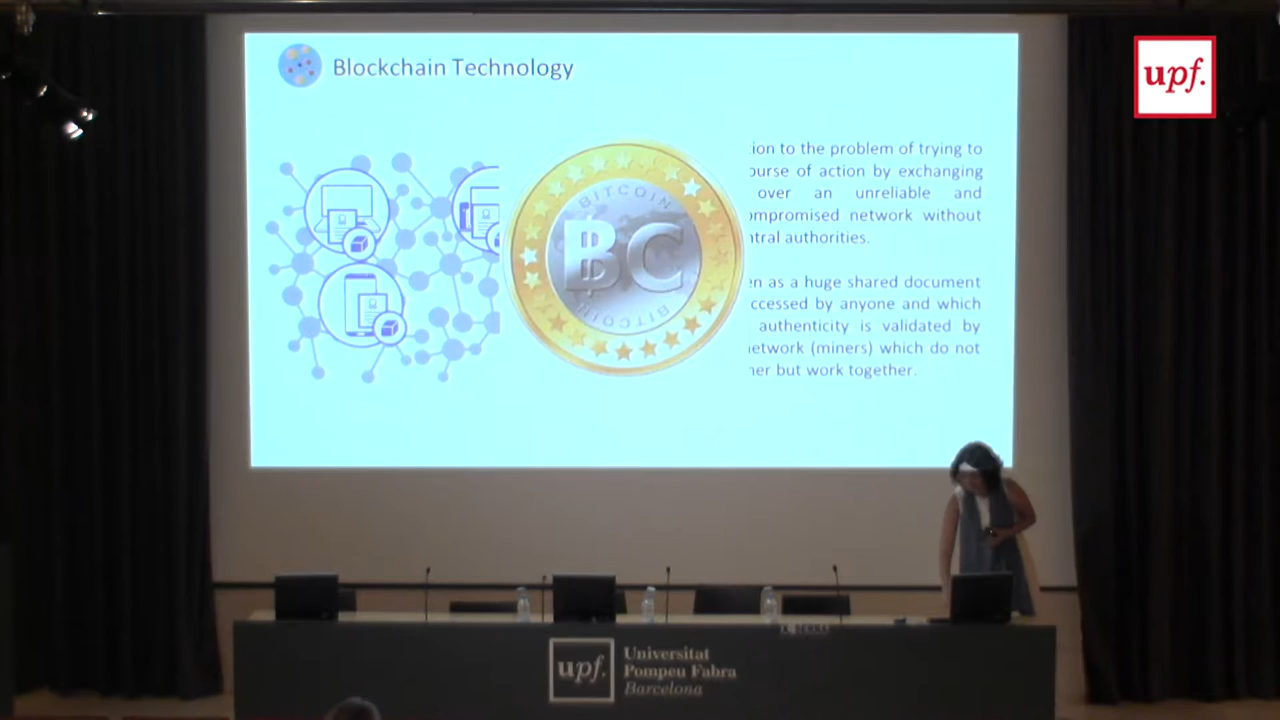 Blockchain Technology
upf.
ion to the problem of trying to
ourse of action by exchanging
over an unreliable and
ompromised network without
ntral authorities.
en as a huge shared document
ccessed by anyone and which
authenticity is validated by
network (miners) which do not
her but work together.
BITCOIN
BC
BITCOIN
upf.
Universitat
Pompeu Fabra
Barcelona